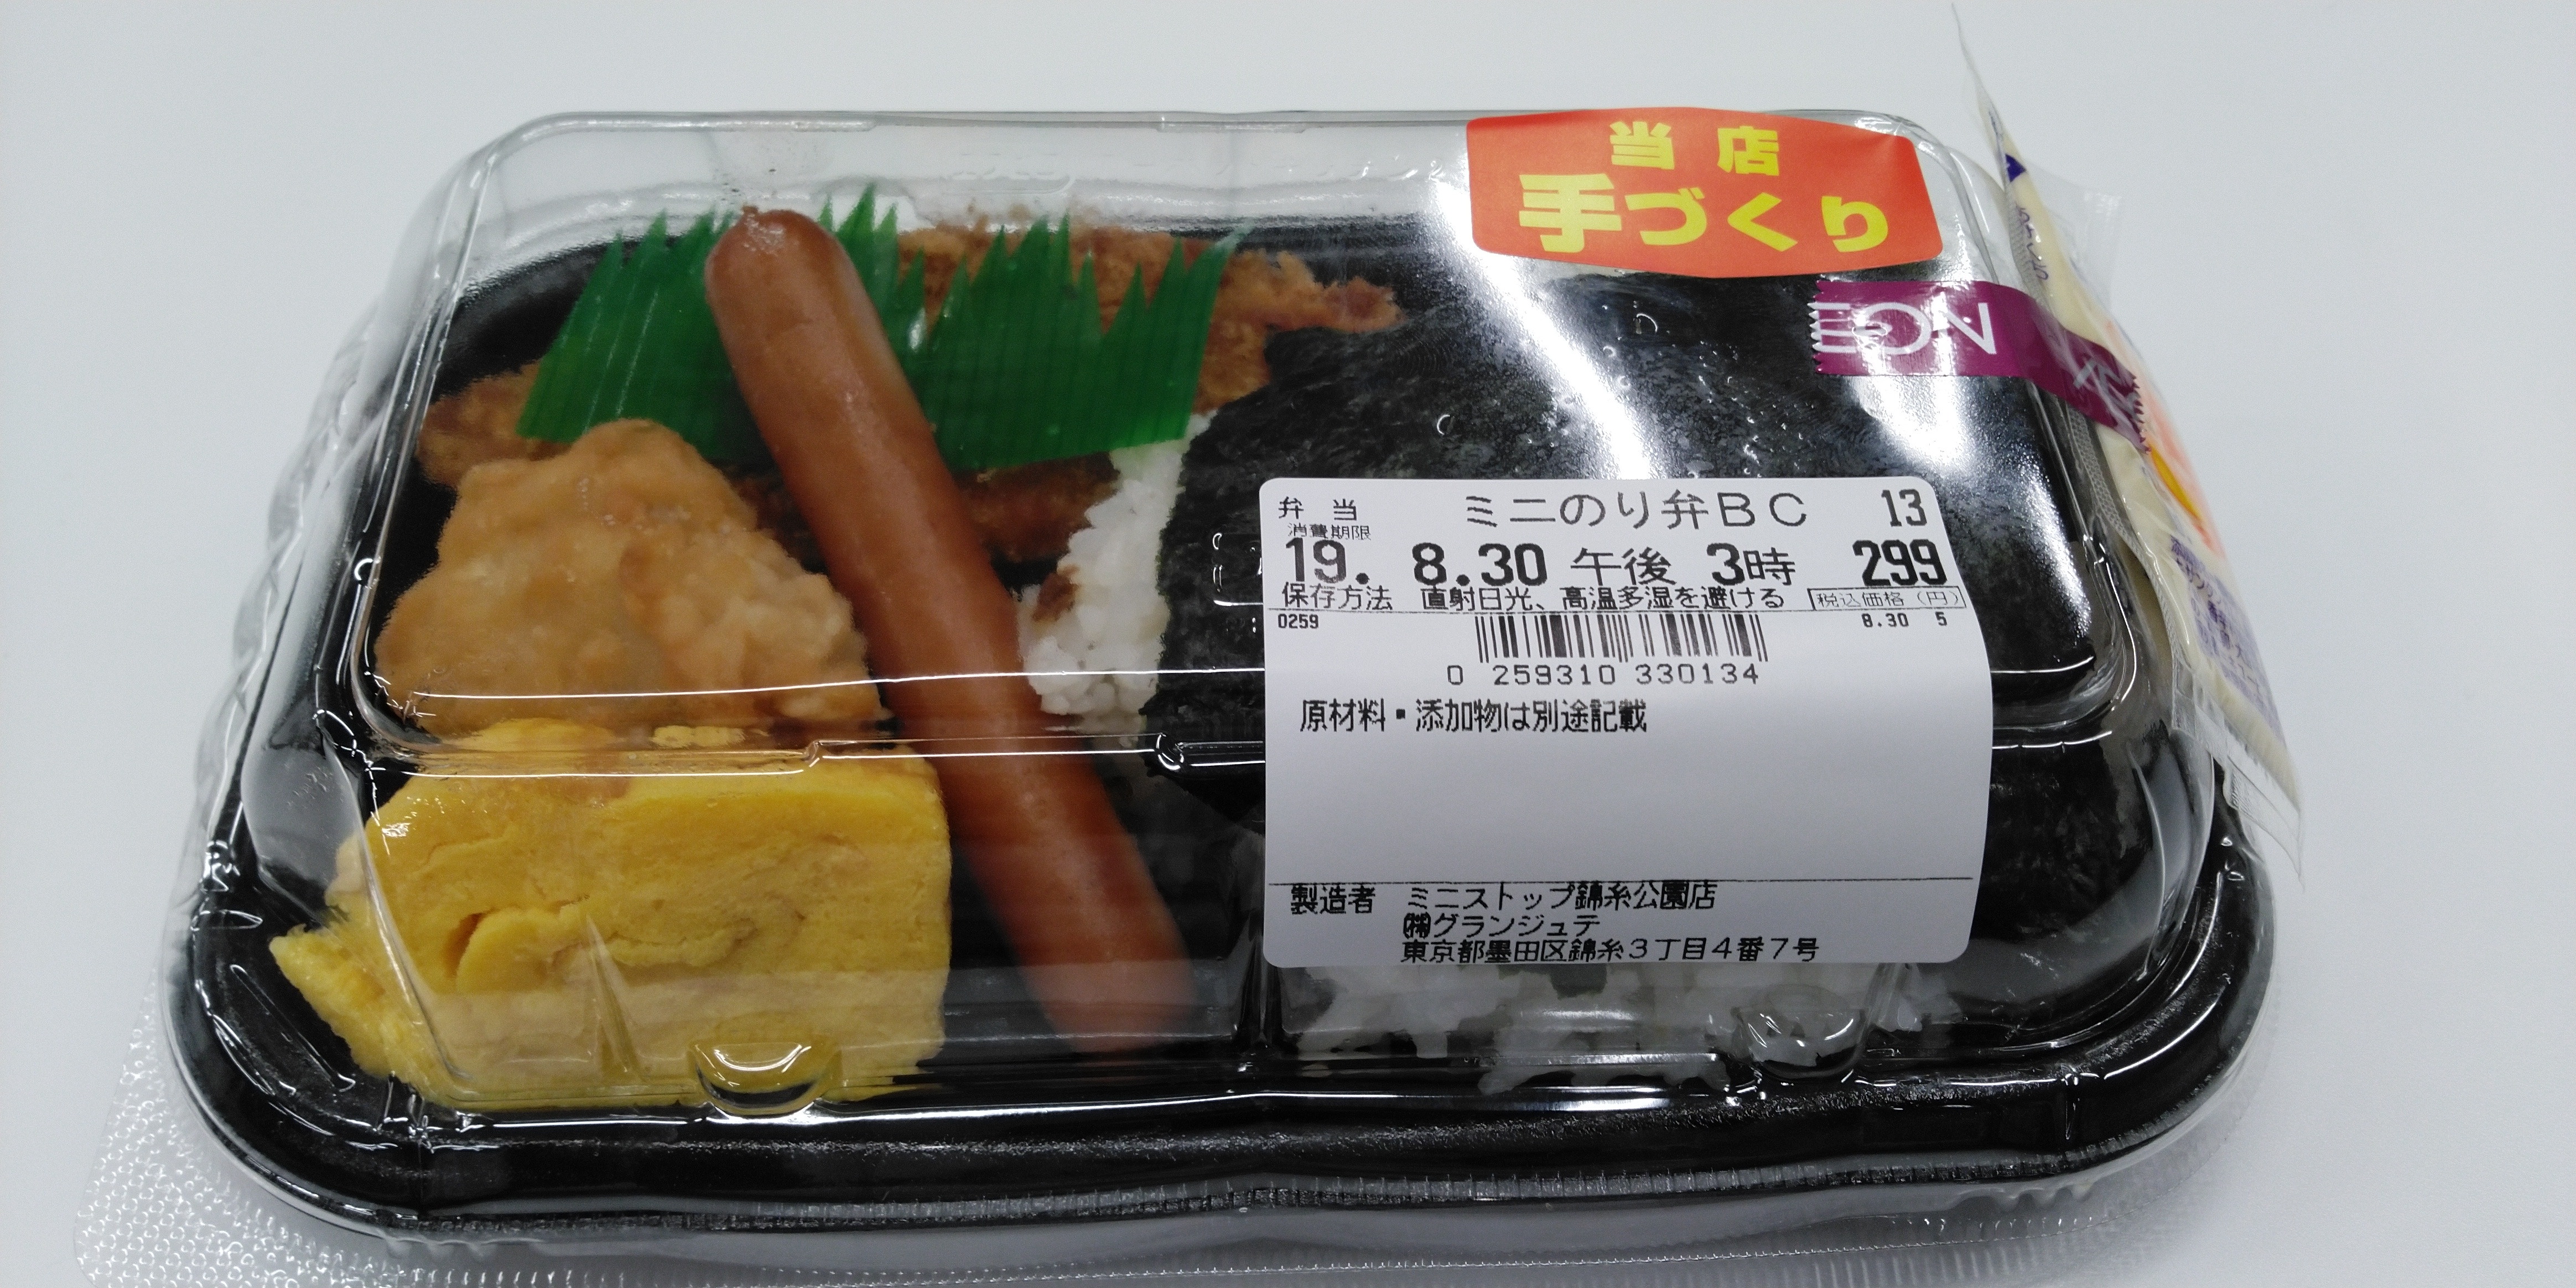 当店
手づくり
AEON
弁当 ミニのり弁BC 13
消費期限
19. 8.30 午後 3時 299
保存方法 直射日光、高温多湿を避ける 税込価格(円)
0259 8.30 5
0 259310 330134
原材料・添加物は別途記載
製造者 ミニストップ錦糸公園店
㈱グランジュテ
東京都墨田区錦糸3丁目4番7号